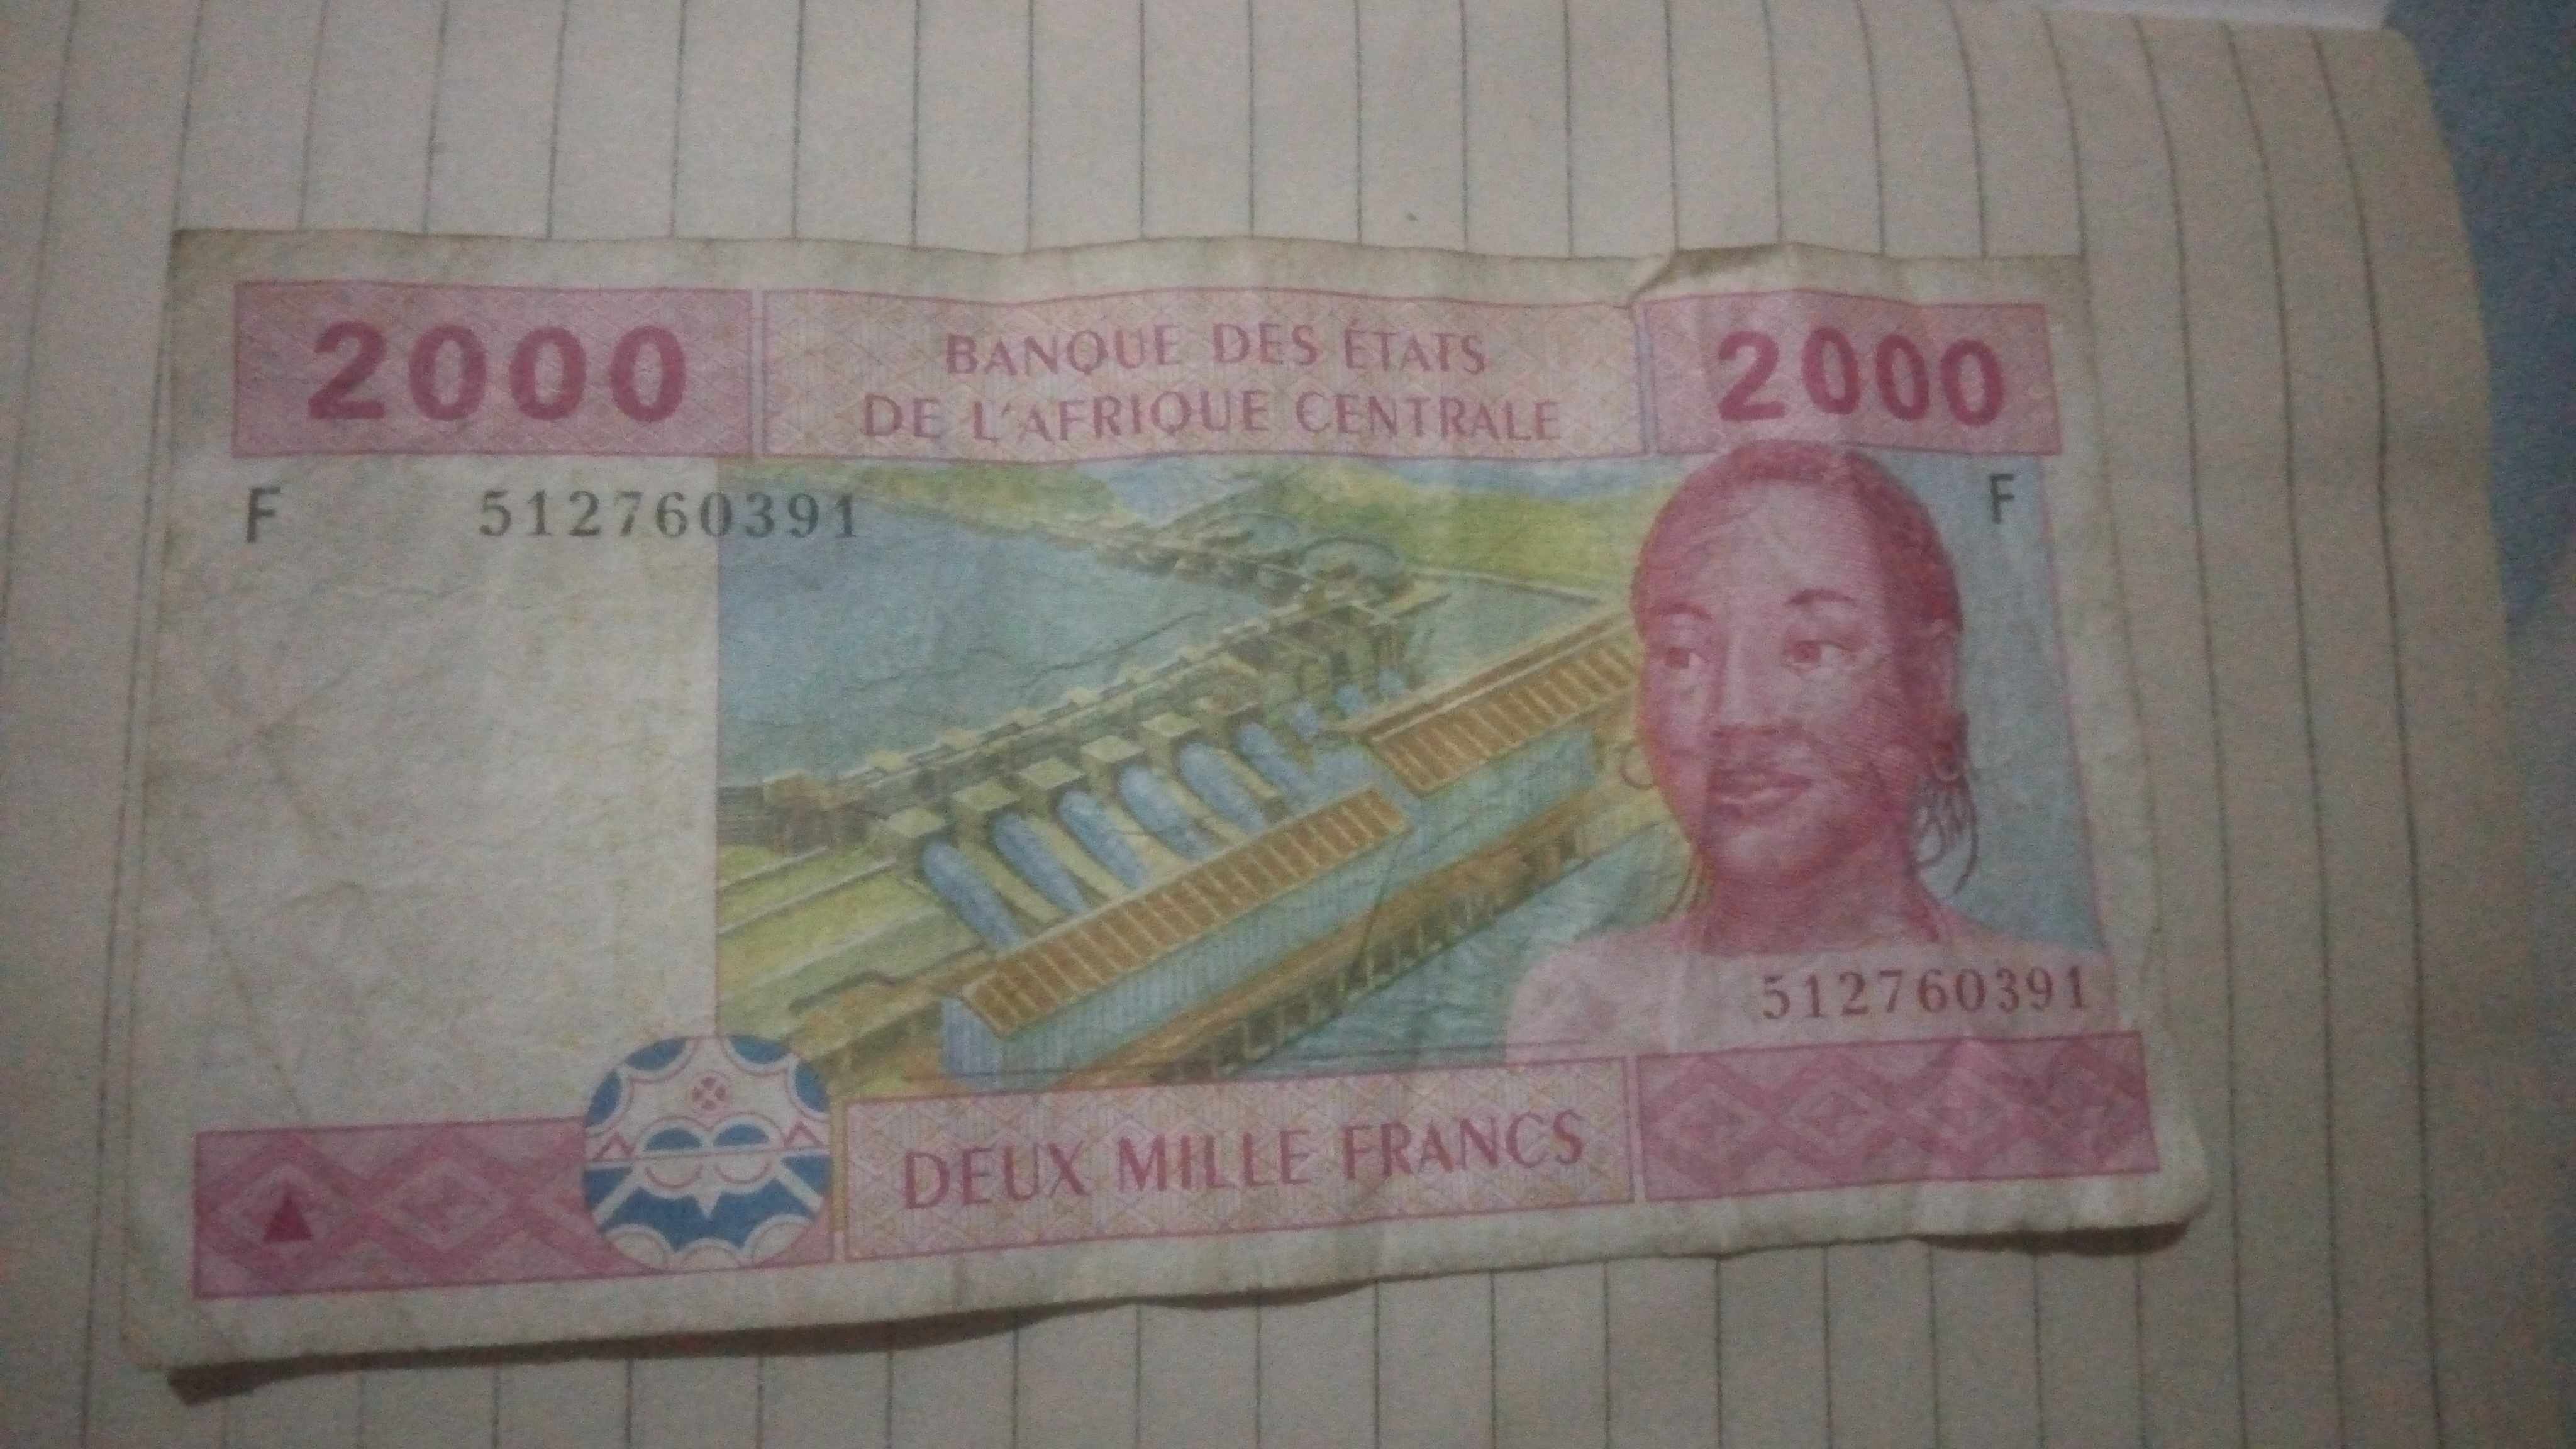 2000
BANQUE DES ÉTATS
DE L'AFRIQUE CENTRALE
2000
F 512760391
F
512760391
DEUX MILLE FRANCS